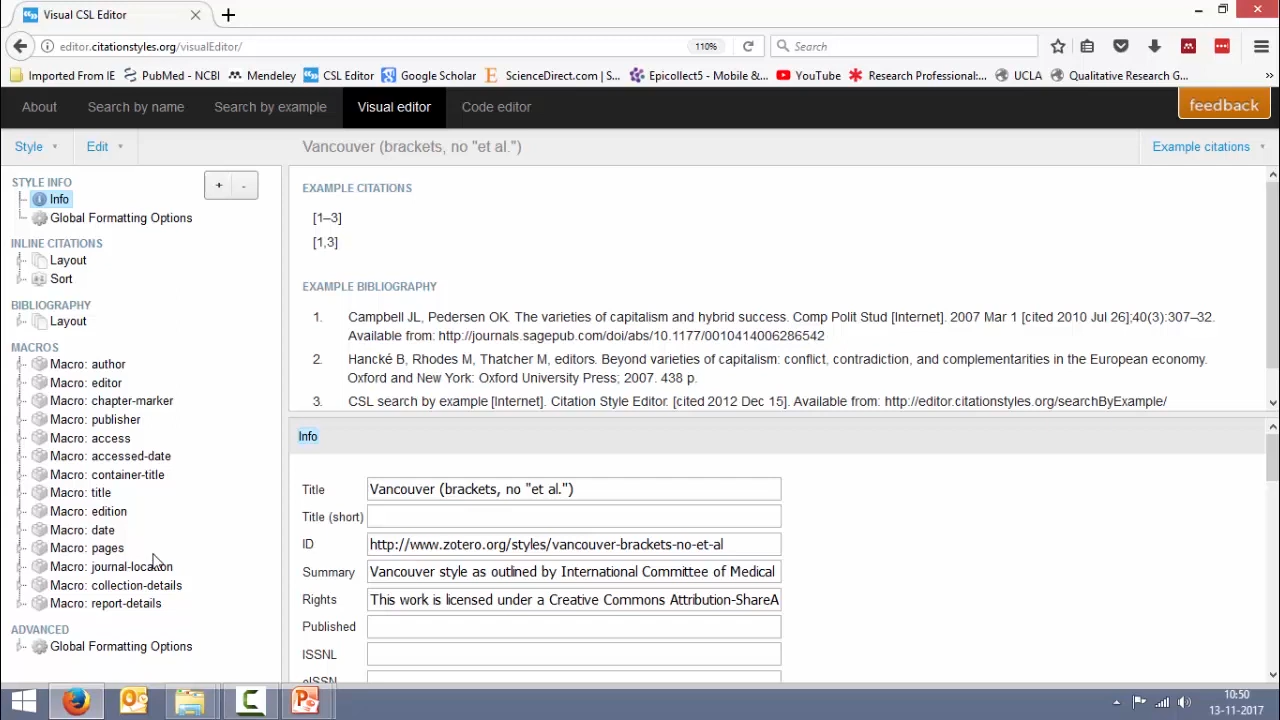 Visual CSL Editor
editor.citationstyles.org/visualEditor/
110%
Search
Imported From IE
PubMed - NCBI
Mendeley
CSL Editor
Google Scholar
ScienceDirect.com | S...
Epicollect5 - Mobile &...
YouTube
Research Professional:...
UCLA
Qualitative Research G...
About
Search by name
Search by example
Visual editor
Code editor
feedback
Style
Edit
Vancouver (brackets, no "et al.")
Example citations
STYLE INFO
+ -
Info
Global Formatting Options
INLINE CITATIONS
Layout
Sort
BIBLIOGRAPHY
Layout
MACROS
Macro: author
Macro: editor
Macro: chapter-marker
Macro: publisher
Macro: access
Macro: accessed-date
Macro: container-title
Macro: title
Macro: edition
Macro: date
Macro: pages
Macro: journal-location
Macro: collection-details
Macro: report-details
ADVANCED
Global Formatting Options
EXAMPLE CITATIONS
[1–3]
[1,3]
EXAMPLE BIBLIOGRAPHY
1. Campbell JL, Pedersen OK. The varieties of capitalism and hybrid success. Comp Polit Stud [Internet]. 2007 Mar 1 [cited 2010 Jul 26];40(3):307–32.
Available from: http://journals.sagepub.com/doi/abs/10.1177/0010414006286542
2. Hancké B, Rhodes M, Thatcher M, editors. Beyond varieties of capitalism: conflict, contradiction, and complementarities in the European economy.
Oxford and New York: Oxford University Press; 2007. 438 p.
3. CSL search by example [Internet]. Citation Style Editor. [cited 2012 Dec 15]. Available from: http://editor.citationstyles.org/searchByExample/
Info
Title Vancouver (brackets, no "et al.")
Title (short)
ID http://www.zotero.org/styles/vancouver-brackets-no-et-al
Summary Vancouver style as outlined by International Committee of Medical
Rights This work is licensed under a Creative Commons Attribution-ShareA
Published
ISSNL
eISSN
10:50
13-11-2017